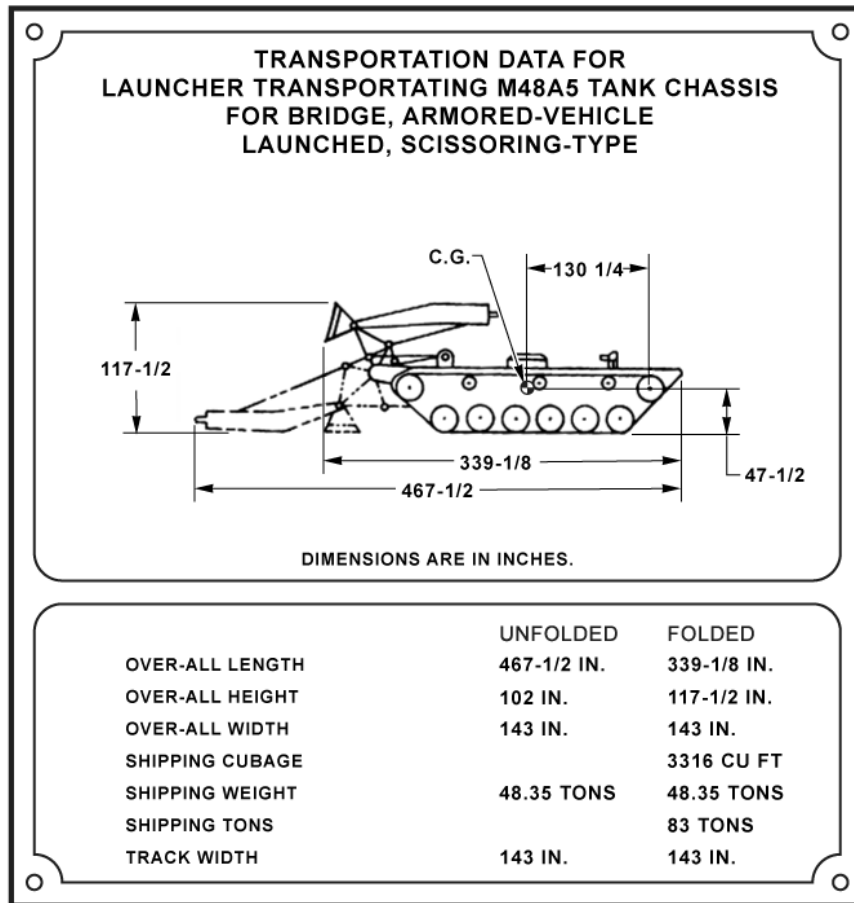 TRANSPORTATION DATA FOR
LAUNCHER TRANSPORTATING M48A5 TANK CHASSIS
FOR BRIDGE, ARMORED-VEHICLE
LAUNCHED, SCISSORING-TYPE
C.G.
130 1/4
117-1/2
339-1/8
47-1/2
467-1/2
DIMENSIONS ARE IN INCHES.
UNFOLDED FOLDED
OVER-ALL LENGTH 467-1/2 IN. 339-1/8 IN.
OVER-ALL HEIGHT 102 IN. 117-1/2 IN.
OVER-ALL WIDTH 143 IN. 143 IN.
SHIPPING CUBAGE 3316 CU FT
SHIPPING WEIGHT 48.35 TONS 48.35 TONS
SHIPPING TONS 83 TONS
TRACK WIDTH 143 IN. 143 IN.